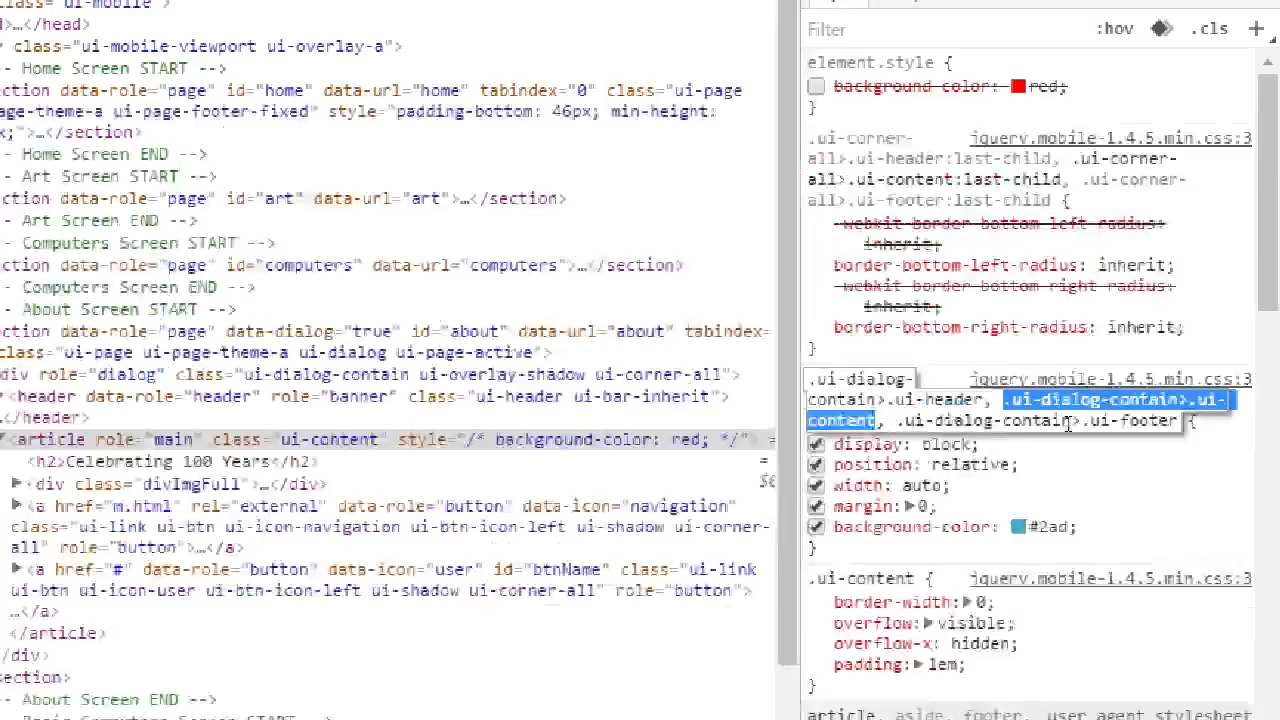 class="ui-mobile-viewport ui-overlay-a">
-- Home Screen START -->
ction data-role="page" id="home" data-url="home" tabindex="0" class="ui-page
page-theme-a ui-page-footer-fixed" style="padding-bottom: 46px; min-height:
x;">…</section>
- Home Screen END -->
- Art Screen START -->
ction data-role="page" id="art" data-url="art">…</section>
- Art Screen END -->
- Computers Screen START -->
ction data-role="page" id="computers" data-url="computers">…</section>
- Computers Screen END -->
- About Screen START -->
ction data-role="page" data-dialog="true" id="about" data-url="about" tabindex=
lass="ui-page ui-page-theme-a ui-dialog ui-page-active">
div role="dialog" class="ui-dialog-contain ui-overlay-shadow ui-corner-all">
<header data-role="header" role="banner" class="ui-header ui-bar-inherit">
</header>
<article role="main" class="ui-content" style="/* background-color: red; */"> =
<h2>Celebrating 100 Years</h2>
<div class="divImgFull">…</div>
<a href="m.html" rel="external" data-role="button" data-icon="navigation"
class="ui-link ui-btn ui-icon-navigation ui-btn-icon-left ui-shadow ui-corner-
all" role="button">…</a>
<a href="#" data-role="button" data-icon="user" id="btnName" class="ui-link
ui-btn ui-icon-user ui-btn-icon-left ui-shadow ui-corner-all" role="button">
…</a>
</article>
/div>
section>
- About Screen END -->
Filter :hov .cls +
element.style {
background-color: red;
}
.ui-corner- jquery.mobile-1.4.5.min.css:3
all>.ui-header:last-child, .ui-corner-
all>.ui-content:last-child, .ui-corner-
all>.ui-footer:last-child {
-webkit-border-bottom-left-radius:
inherit;
border-bottom-left-radius: inherit;
-webkit-border-bottom-right-radius:
inherit;
border-bottom-right-radius: inherit;
}
.ui-dialog- jquery.mobile-1.4.5.min.css:3
contain>.ui-header, .ui-dialog-contain>.ui-
content, .ui-dialog-contain>.ui-footer {
display: block;
position: relative;
width: auto;
margin: 0;
background-color: #2ad;
}
.ui-content { jquery.mobile-1.4.5.min.css:3
border-width: 0;
overflow: visible;
overflow-x: hidden;
padding: 1em;
}
article, aside, footer, user agent stylesheet